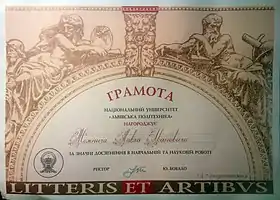 ГРАМОТА
НАЦІОНАЛЬНИЙ УНІВЕРСИТЕТ
«ЛЬВІВСЬКА ПОЛІТЕХНІКА»
НАГОРОДЖУЄ
ЗА ЗНАЧНІ ДОСЯГНЕННЯ В НАВЧАЛЬНІЙ ТА НАУКОВІЙ РОБОТІ
РЕКТОР Ю. БОБАЛО
LITTERIS ET ARTIBVS